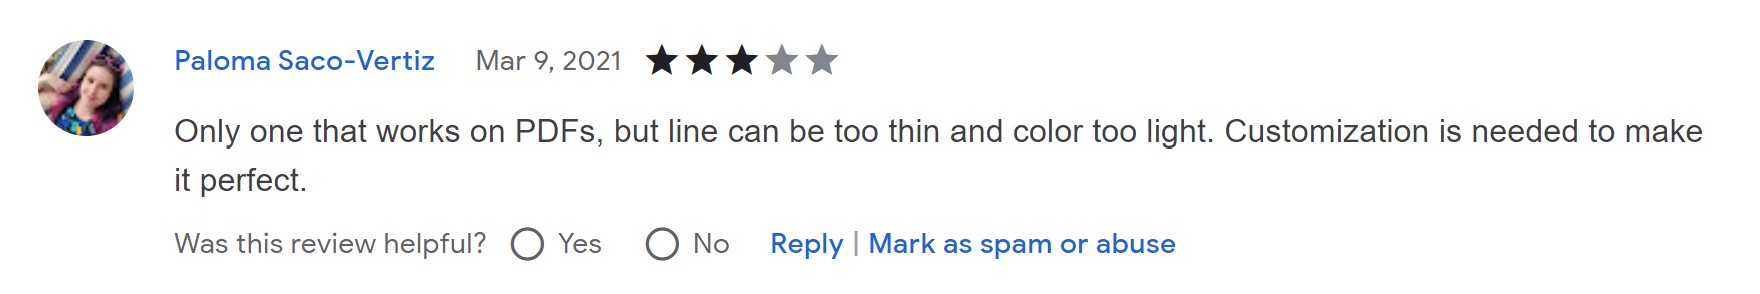 Paloma Saco-Vertiz Mar 9, 2021
Only one that works on PDFs, but line can be too thin and color too light. Customization is needed to make
it perfect.
Was this review helpful? Yes No Reply | Mark as spam or abuse